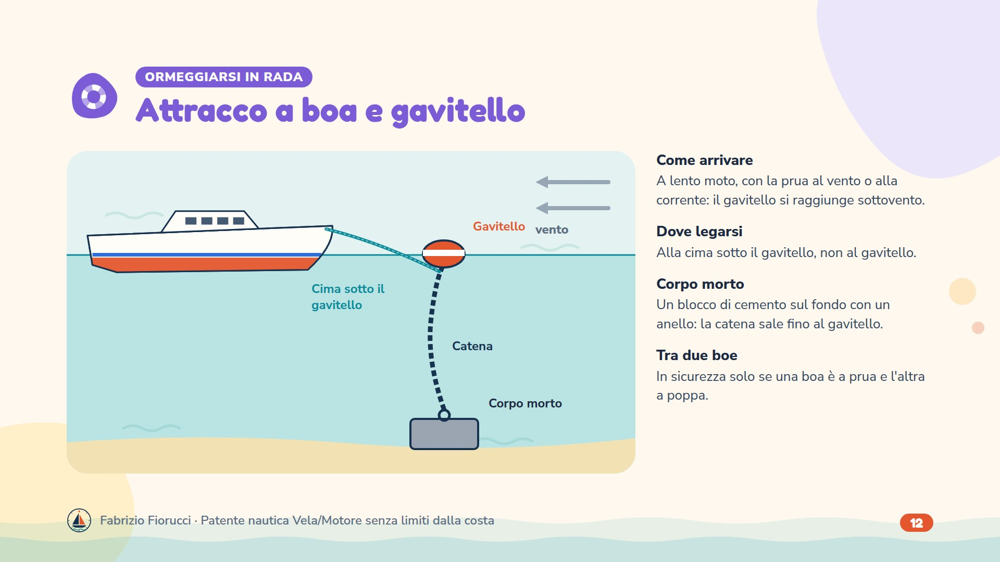 ORMEGGIARSI IN RADA
Attracco a boa e gavitello
Gavitello
vento
Cima sotto il
gavitello
Catena
Corpo morto
Come arrivare
A lento moto, con la prua al vento o alla
corrente: il gavitello si raggiunge sottovento.
Dove legarsi
Alla cima sotto il gavitello, non al gavitello.
Corpo morto
Un blocco di cemento sul fondo con un
anello: la catena sale fino al gavitello.
Tra due boe
In sicurezza solo se una boa è a prua e l'altra
a poppa.
Fabrizio Fiorucci · Patente nautica Vela/Motore senza limiti dalla costa
12